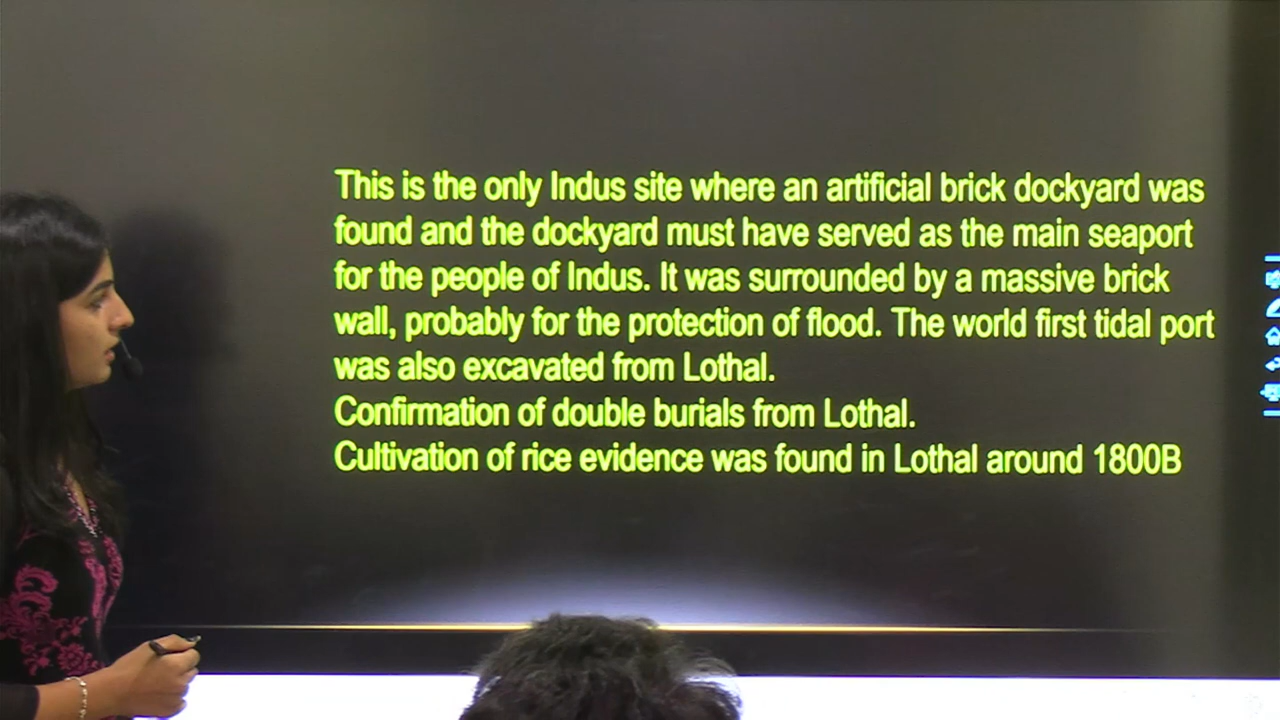 This is the only Indus site where an artificial brick dockyard was
found and the dockyard must have served as the main seaport
for the people of Indus. It was surrounded by a massive brick
wall, probably for the protection of flood. The world first tidal port
was also excavated from Lothal.
Confirmation of double burials from Lothal.
Cultivation of rice evidence was found in Lothal around 1800B